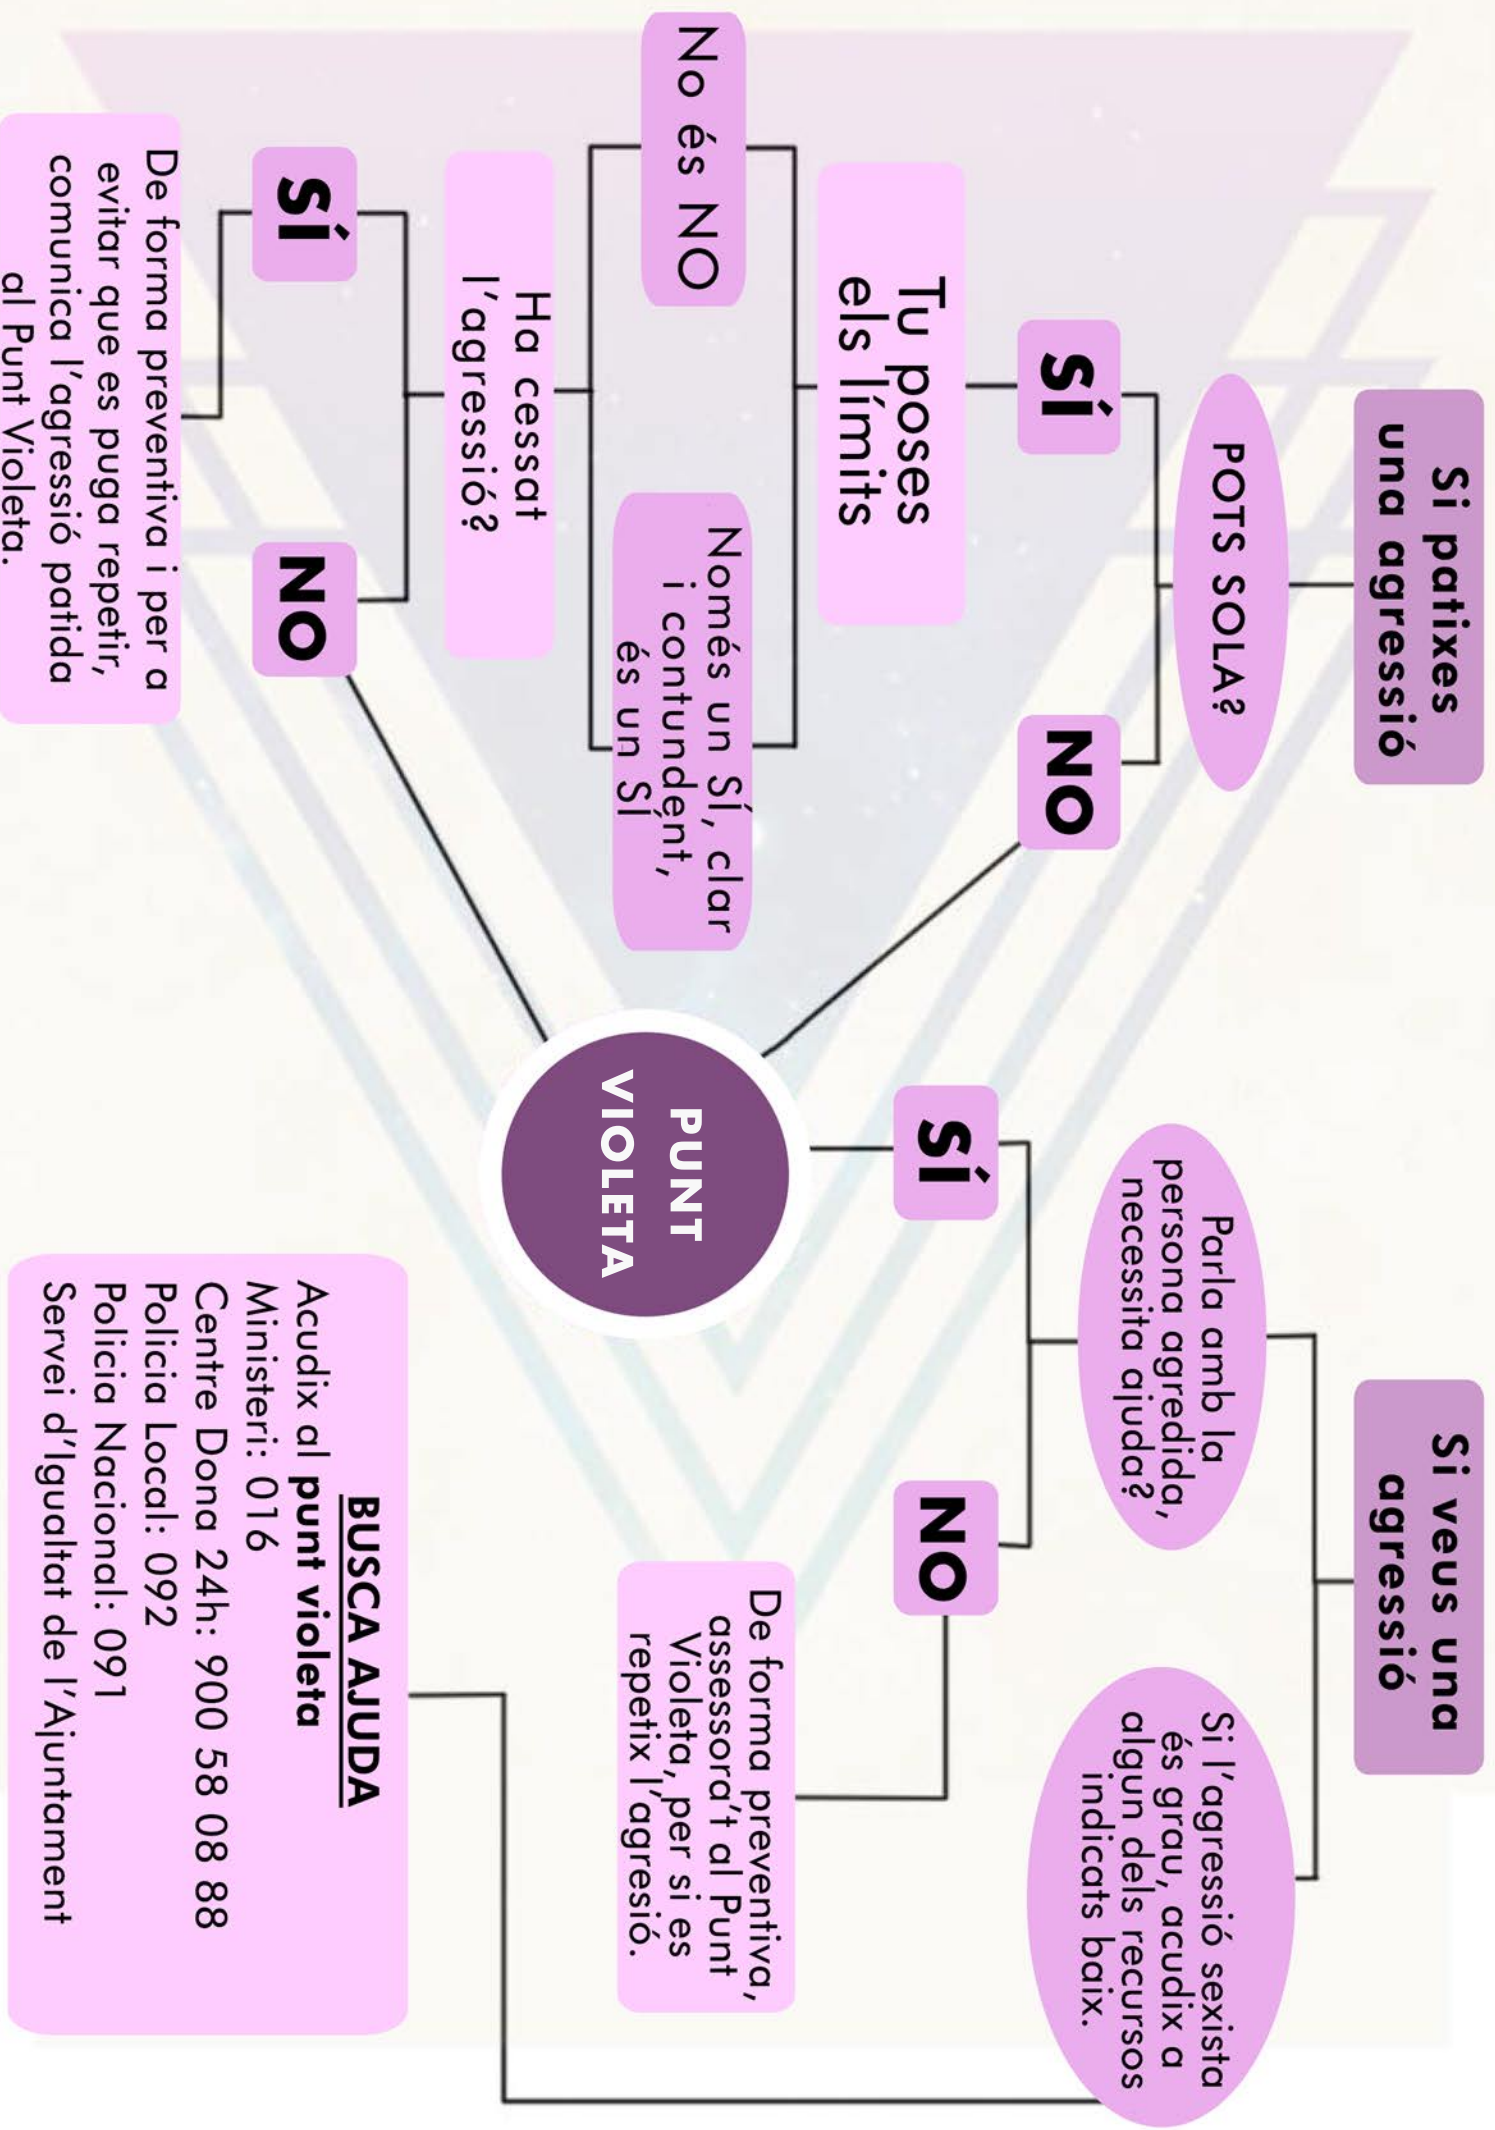 Si patixes
una agressió
POTS SOLA?
SÍ
NO
Tu poses
els límits
No és NO
Només un SÍ, clar
i contundent,
és un SÍ
Ha cessat
l'agressió?
SÍ
NO
De forma preventiva i per a
evitar que es puga repetir,
comunica l'agressió patida
al Punt Violeta.
PUNT
VIOLETA
Si veus una
agressió
Parla amb la
persona agredida,
necessita ajuda?
Si l'agressió sexista
és grau, acudix a
algun dels recursos
indicats baix.
SÍ
NO
De forma preventiva,
assessora't al Punt
Violeta, per si es
repetix l'agresió.
BUSCA AJUDA
Acudix al punt violeta
Ministeri: 016
Centre Dona 24h: 900 58 08 88
Policia Local: 092
Policia Nacional: 091
Servei d'Igualtat de l'Ajuntament